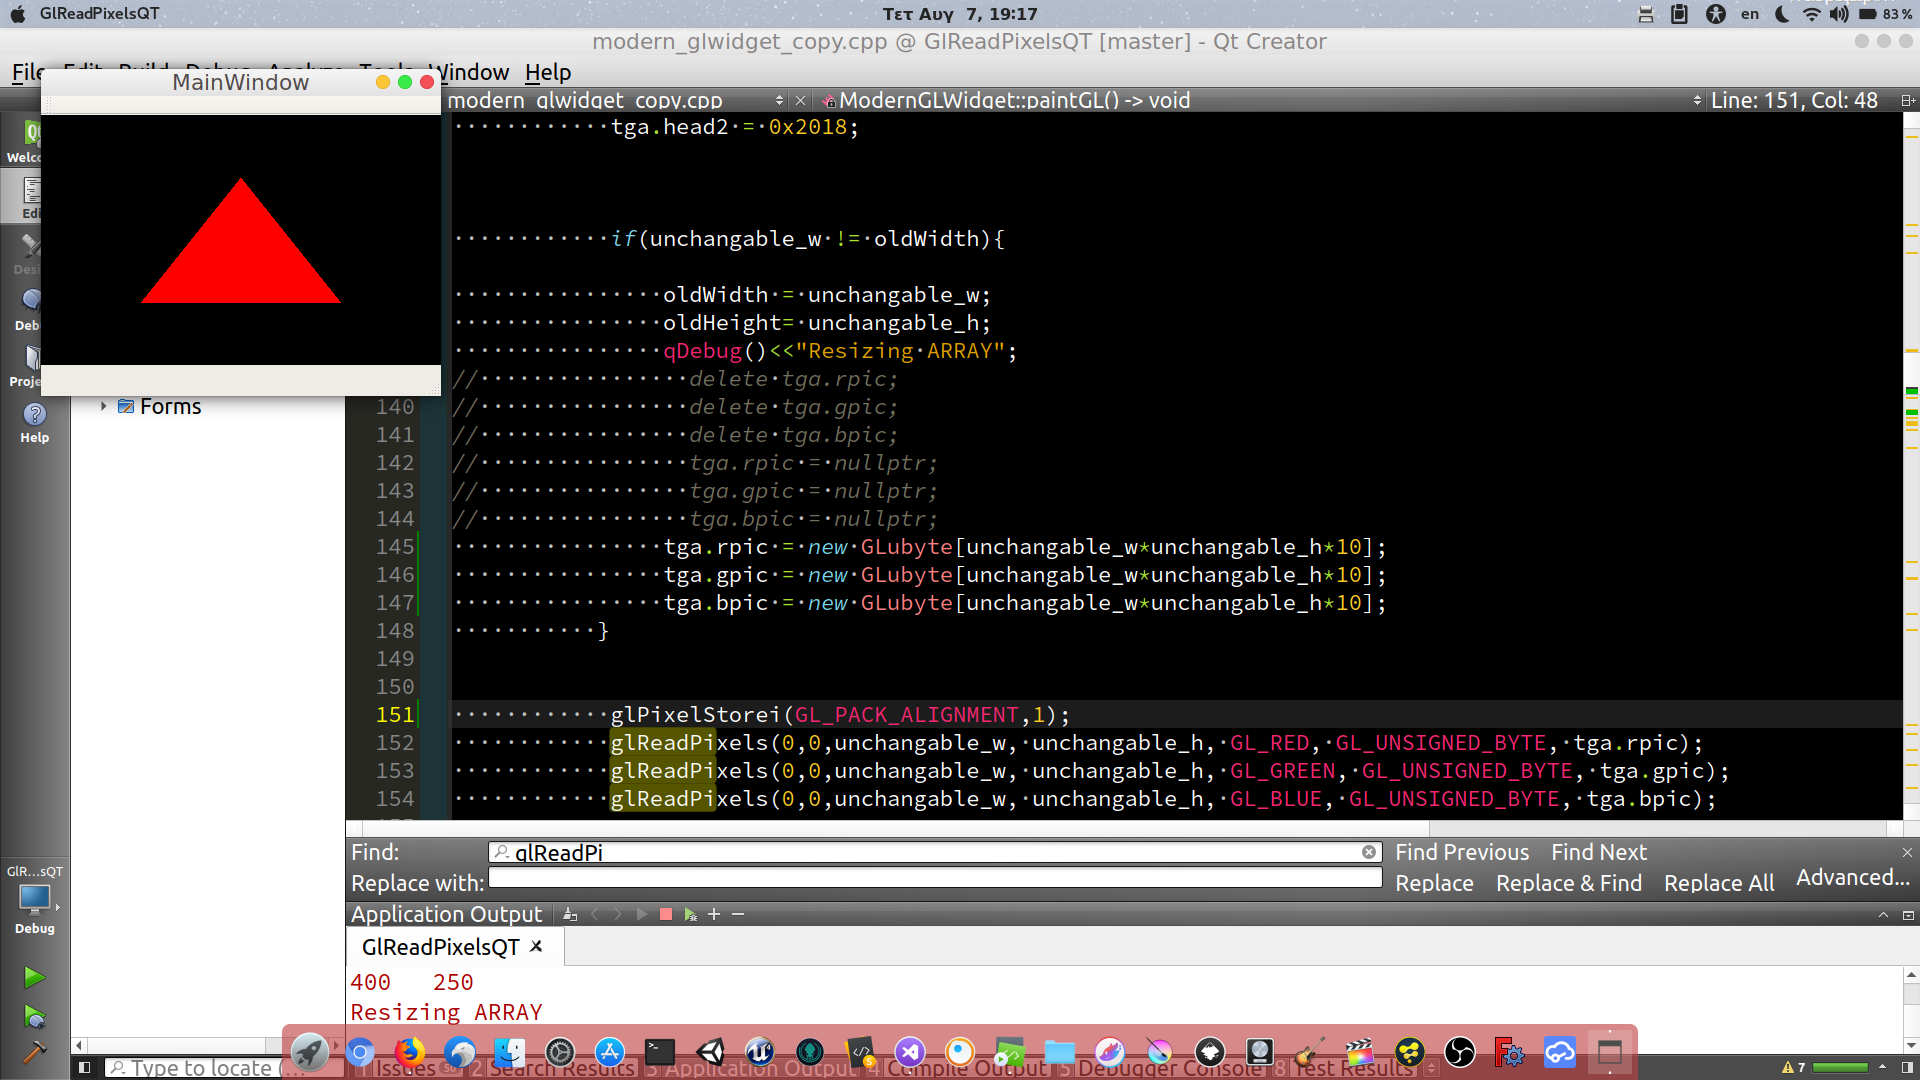 GlReadPixelsQT
Τετ Αυγ 7, 19:17
en
83 %
modern_glwidget_copy.cpp @ GlReadPixelsQT [master] - Qt Creator
File Edit Build Debug Analyze Tools Window Help
MainWindow
modern_glwidget_copy.cpp
ModernGLWidget::paintGL() -> void
Line: 151, Col: 48
Welco
Edi
Desi
Deb
Proje
Help
Forms
tga.head2 = 0x2018;
if(unchangable_w != oldWidth){
oldWidth = unchangable_w;
oldHeight= unchangable_h;
qDebug()<<"Resizing ARRAY";
// delete tga.rpic;
140 // delete tga.gpic;
141 // delete tga.bpic;
142 // tga.rpic = nullptr;
143 // tga.gpic = nullptr;
144 // tga.bpic = nullptr;
145 tga.rpic = new GLubyte[unchangable_w*unchangable_h*10];
146 tga.gpic = new GLubyte[unchangable_w*unchangable_h*10];
147 tga.bpic = new GLubyte[unchangable_w*unchangable_h*10];
148 }
149
150
151 glPixelStorei(GL_PACK_ALIGNMENT,1);
152 glReadPixels(0,0,unchangable_w, unchangable_h, GL_RED, GL_UNSIGNED_BYTE, tga.rpic);
153 glReadPixels(0,0,unchangable_w, unchangable_h, GL_GREEN, GL_UNSIGNED_BYTE, tga.gpic);
154 glReadPixels(0,0,unchangable_w, unchangable_h, GL_BLUE, GL_UNSIGNED_BYTE, tga.bpic);
Find: glReadPi
Find Previous Find Next
Replace with:
Replace Replace & Find Replace All Advanced...
Application Output
GlReadPixelsQT
400 250
Resizing ARRAY
GlR...sQT
Debug
Type to locate (...
1 Issues 50 2 Search Results 3 Application Output 4 Compile Output 5 Debugger Console 8 Test Results
7